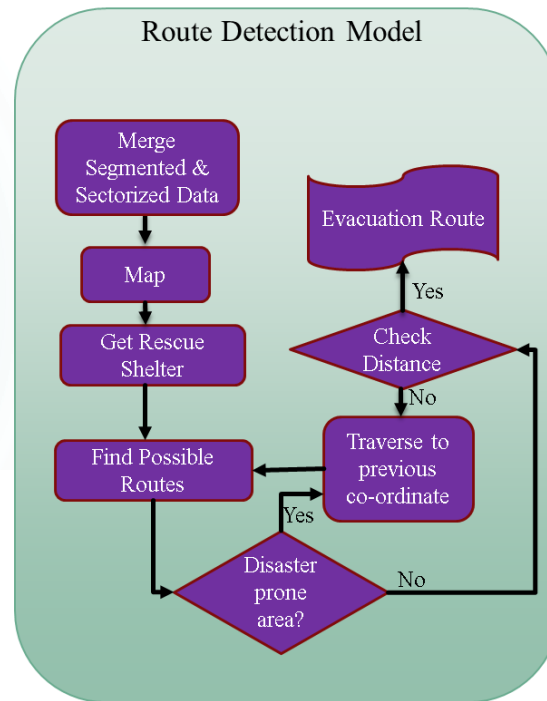 Route Detection Model
Merge
Segmented &
Sectorized Data
Map
Get Rescue
Shelter
Find Possible
Routes
Disaster
prone
area?
Yes
No
Traverse to
previous
co-ordinate
Check
Distance
No
Yes
Evacuation Route